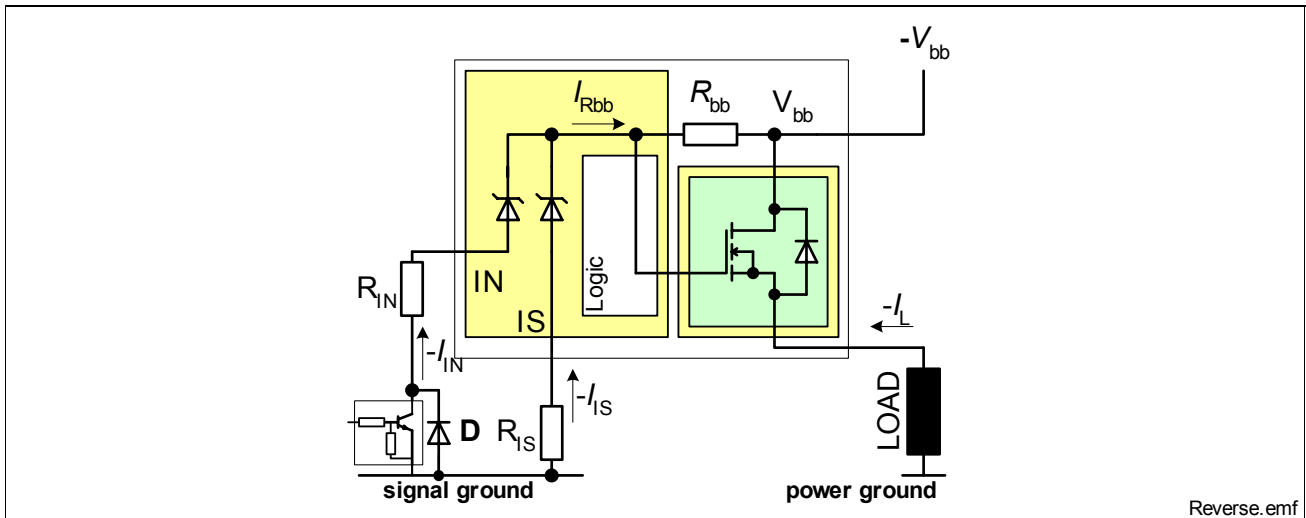 -Vbb
IRbb
Rbb
Vbb
Logic
IN
RIN
IS
-IL
-IIN
-IIS
LOAD
D
RIS
signal ground
power ground
Reverse.emf